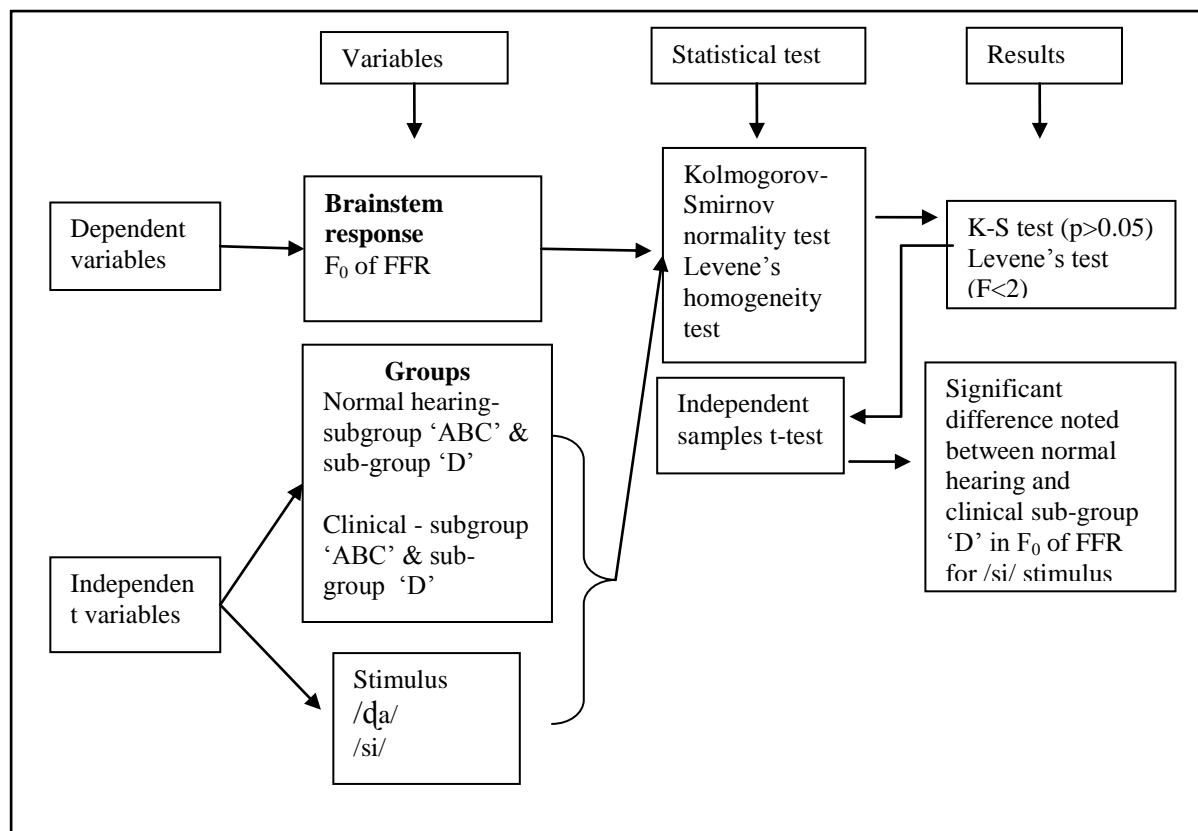 Variables
Statistical test
Results
Dependent
variables
Brainstem
response
F₀ of FFR
Kolmogorov-
Smirnov
normality test
Levene’s
homogeneity
test
K-S test (p>0.05)
Levene’s test
(F<2)
Groups
Normal hearing-
subgroup ‘ABC’ &
sub-group ‘D’
Clinical - subgroup
‘ABC’ & sub-
group ‘D’
Independent
samples t-test
Significant
difference noted
between normal
hearing and
clinical sub-group
‘D’ in F₀ of FFR
for /si/ stimulus
Independen
t variables
Stimulus
/ɖa/
/si/